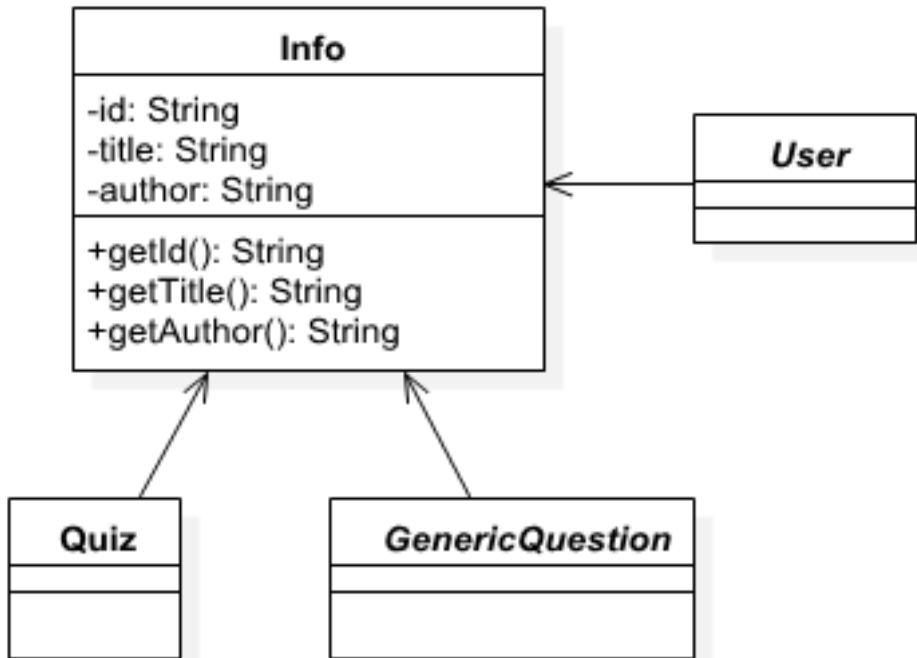 Info
-id: String
-title: String
-author: String
+getId(): String
+getTitle(): String
+getAuthor(): String
User
Quiz
GenericQuestion